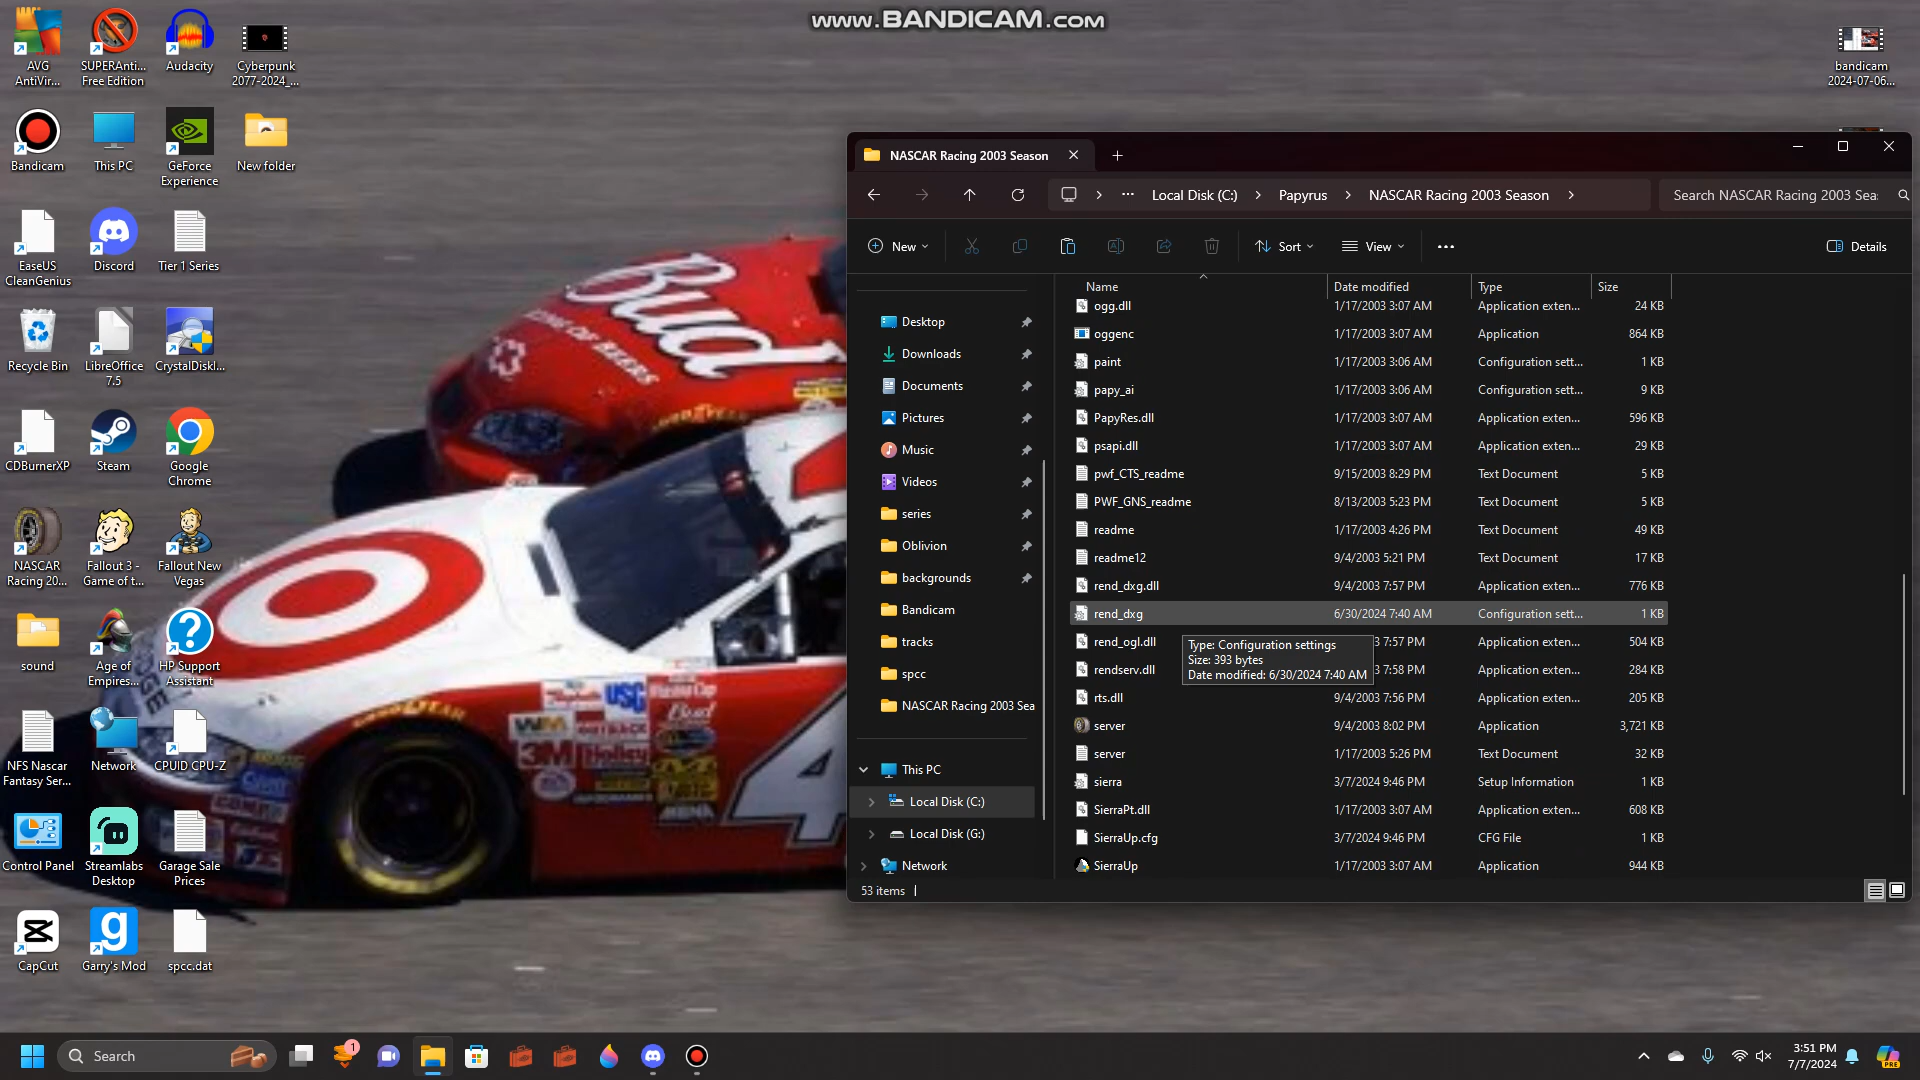 www.BANDICAM.com
AVG
AntiVir...
SUPERAnti...
Free Edition
Audacity
Cyberpunk
2077-2024_...
bandicam
2024-07-06...
Bandicam
This PC
GeForce
Experience
New folder
EaseUS
CleanGenius
Discord
Tier 1 Series
Recycle Bin
LibreOffice
7.5
CrystalDiskI...
CDBurnerXP
Steam
Google
Chrome
NASCAR
Racing 20...
Fallout 3 -
Game of t...
Fallout New
Vegas
sound
Age of
Empires...
HP Support
Assistant
NFS Nascar
Fantasy Ser...
Network
CPUID CPU-Z
Control Panel
Streamlabs
Desktop
Garage Sale
Prices
CapCut
Garry's Mod
spcc.dat
Bud
KING OF BEERS
USG
3M
4
NASCAR Racing 2003 Season
Local Disk (C:)
Papyrus
NASCAR Racing 2003 Season
Search NASCAR Racing 2003 Sea:
New
Sort
View
Details
Name Date modified Type Size
Desktop
Downloads
Documents
Pictures
Music
Videos
series
Oblivion
backgrounds
Bandicam
tracks
spcc
NASCAR Racing 2003 Sea
This PC
Local Disk (C:)
Local Disk (G:)
Network
ogg.dll 1/17/2003 3:07 AM Application exten... 24 KB
oggenc 1/17/2003 3:07 AM Application 864 KB
paint 1/17/2003 3:06 AM Configuration sett... 1 KB
papy_ai 1/17/2003 3:06 AM Configuration sett... 9 KB
PapyRes.dll 1/17/2003 3:07 AM Application exten... 596 KB
psapi.dll 1/17/2003 3:07 AM Application exten... 29 KB
pwf_CTS_readme 9/15/2003 8:29 PM Text Document 5 KB
PWF_GNS_readme 8/13/2003 5:23 PM Text Document 5 KB
readme 1/17/2003 4:26 PM Text Document 49 KB
readme12 9/4/2003 5:21 PM Text Document 17 KB
rend_dxg.dll 9/4/2003 7:57 PM Application exten... 776 KB
rend_dxg 6/30/2024 7:40 AM Configuration sett... 1 KB
rend_ogl.dll 3 7:57 PM Application exten... 504 KB
rendserv.dll 3 7:58 PM Application exten... 284 KB
Type: Configuration settings
Size: 393 bytes
Date modified: 6/30/2024 7:40 AM
rts.dll 9/4/2003 7:56 PM Application exten... 205 KB
server 9/4/2003 8:02 PM Application 3,721 KB
server 1/17/2003 5:26 PM Text Document 32 KB
sierra 3/7/2024 9:46 PM Setup Information 1 KB
SierraPt.dll 1/17/2003 3:07 AM Application exten... 608 KB
SierraUp.cfg 3/7/2024 9:46 PM CFG File 1 KB
SierraUp 1/17/2003 3:07 AM Application 944 KB
53 items
Search
1
3:51 PM
7/7/2024
PRE